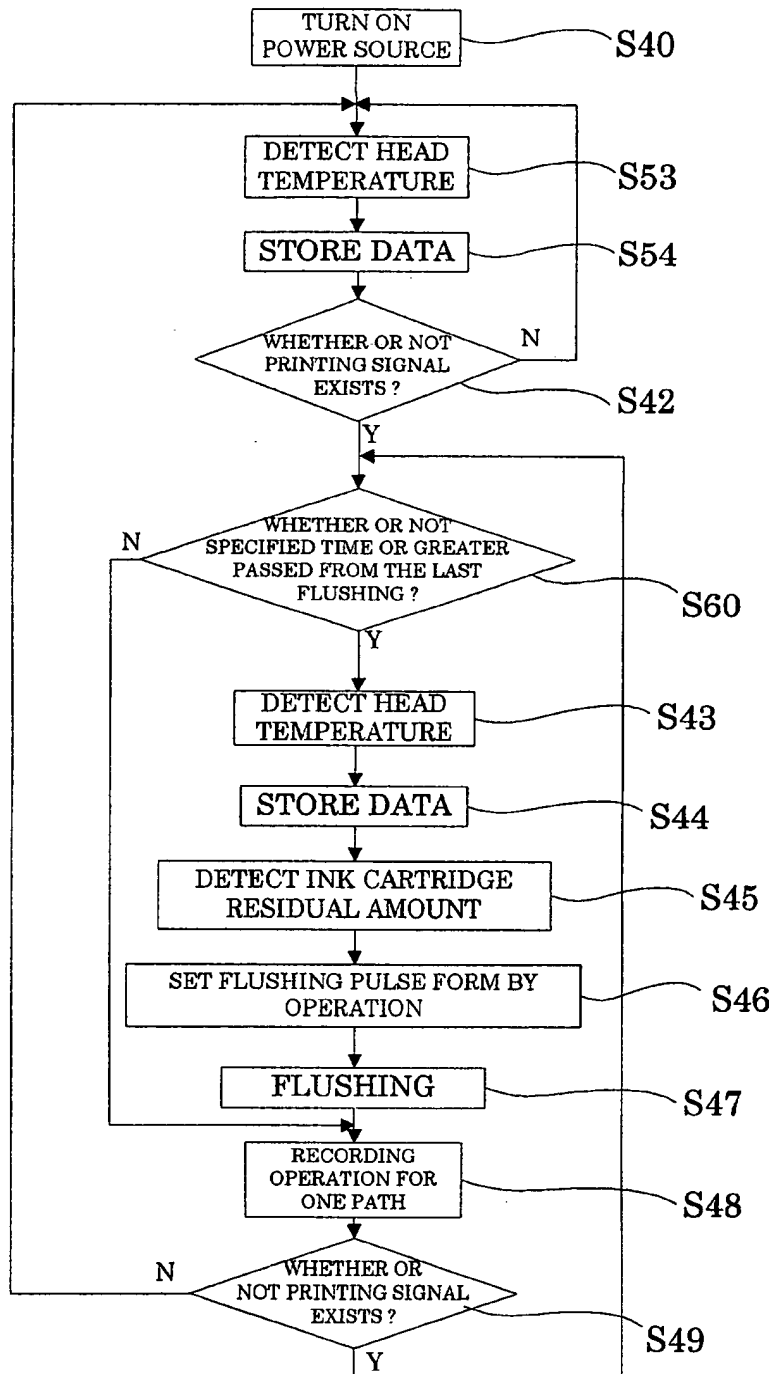 TURN ON
POWER SOURCE
S40
DETECT HEAD
TEMPERATURE
S53
STORE DATA
S54
WHETHER OR NOT
PRINTING SIGNAL
EXISTS ?
N
S42
Y
WHETHER OR NOT
SPECIFIED TIME OR GREATER
PASSED FROM THE LAST
FLUSHING ?
N
S60
Y
DETECT HEAD
TEMPERATURE
S43
STORE DATA
S44
DETECT INK CARTRIDGE
RESIDUAL AMOUNT
S45
SET FLUSHING PULSE FORM BY
OPERATION
S46
FLUSHING
S47
RECORDING
OPERATION FOR
ONE PATH
S48
WHETHER OR
NOT PRINTING SIGNAL
EXISTS ?
N
S49
Y